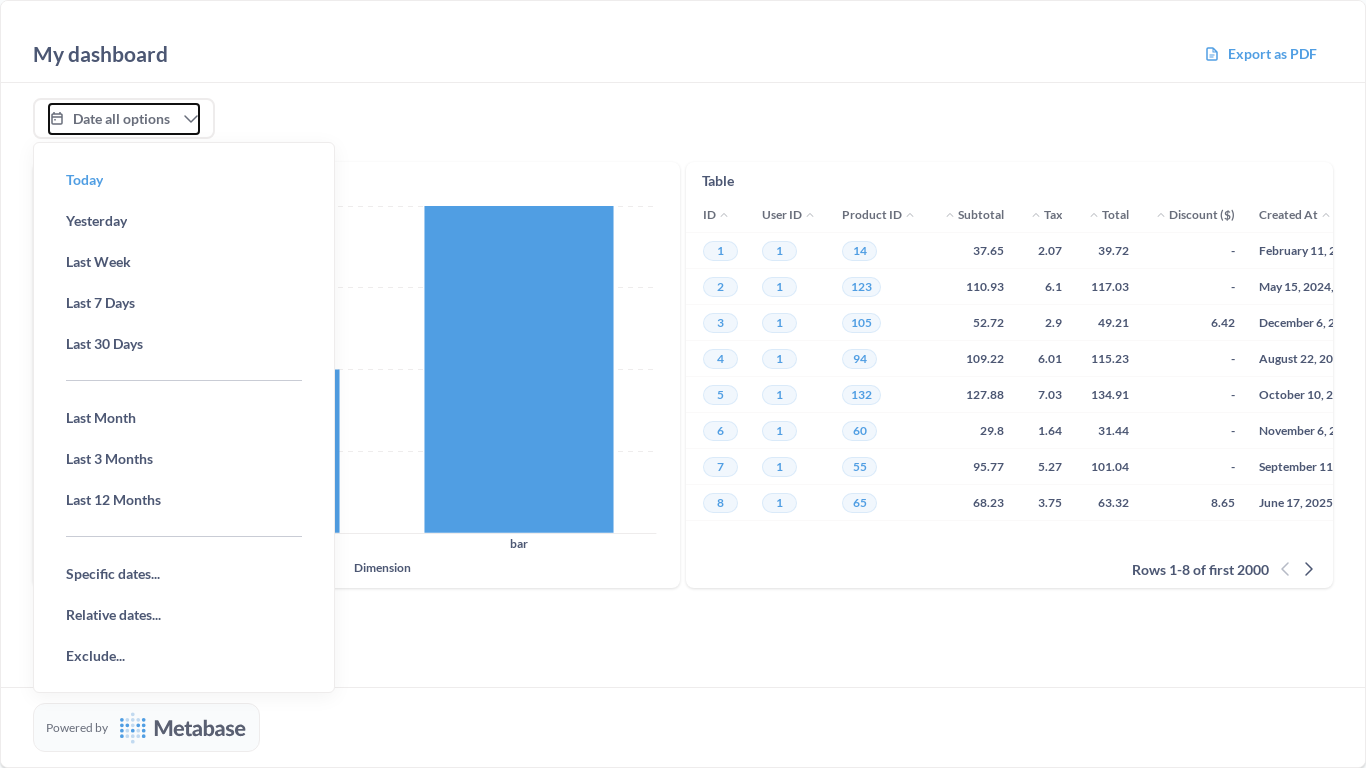 My dashboard
Export as PDF
Date all options
Today
Yesterday
Last Week
Last 7 Days
Last 30 Days
Last Month
Last 3 Months
Last 12 Months
Specific dates...
Relative dates...
Exclude...
bar
Dimension
Table
ID User ID Product ID Subtotal Tax Total Discount ($) Created At
1 1 14 37.65 2.07 39.72 - February 11, 2
2 1 123 110.93 6.1 117.03 - May 15, 2024,
3 1 105 52.72 2.9 49.21 6.42 December 6, 2
4 1 94 109.22 6.01 115.23 - August 22, 20
5 1 132 127.88 7.03 134.91 - October 10, 2
6 1 60 29.8 1.64 31.44 - November 6, 2
7 1 55 95.77 5.27 101.04 - September 11
8 1 65 68.23 3.75 63.32 8.65 June 17, 2025
Rows 1-8 of first 2000
Powered by Metabase